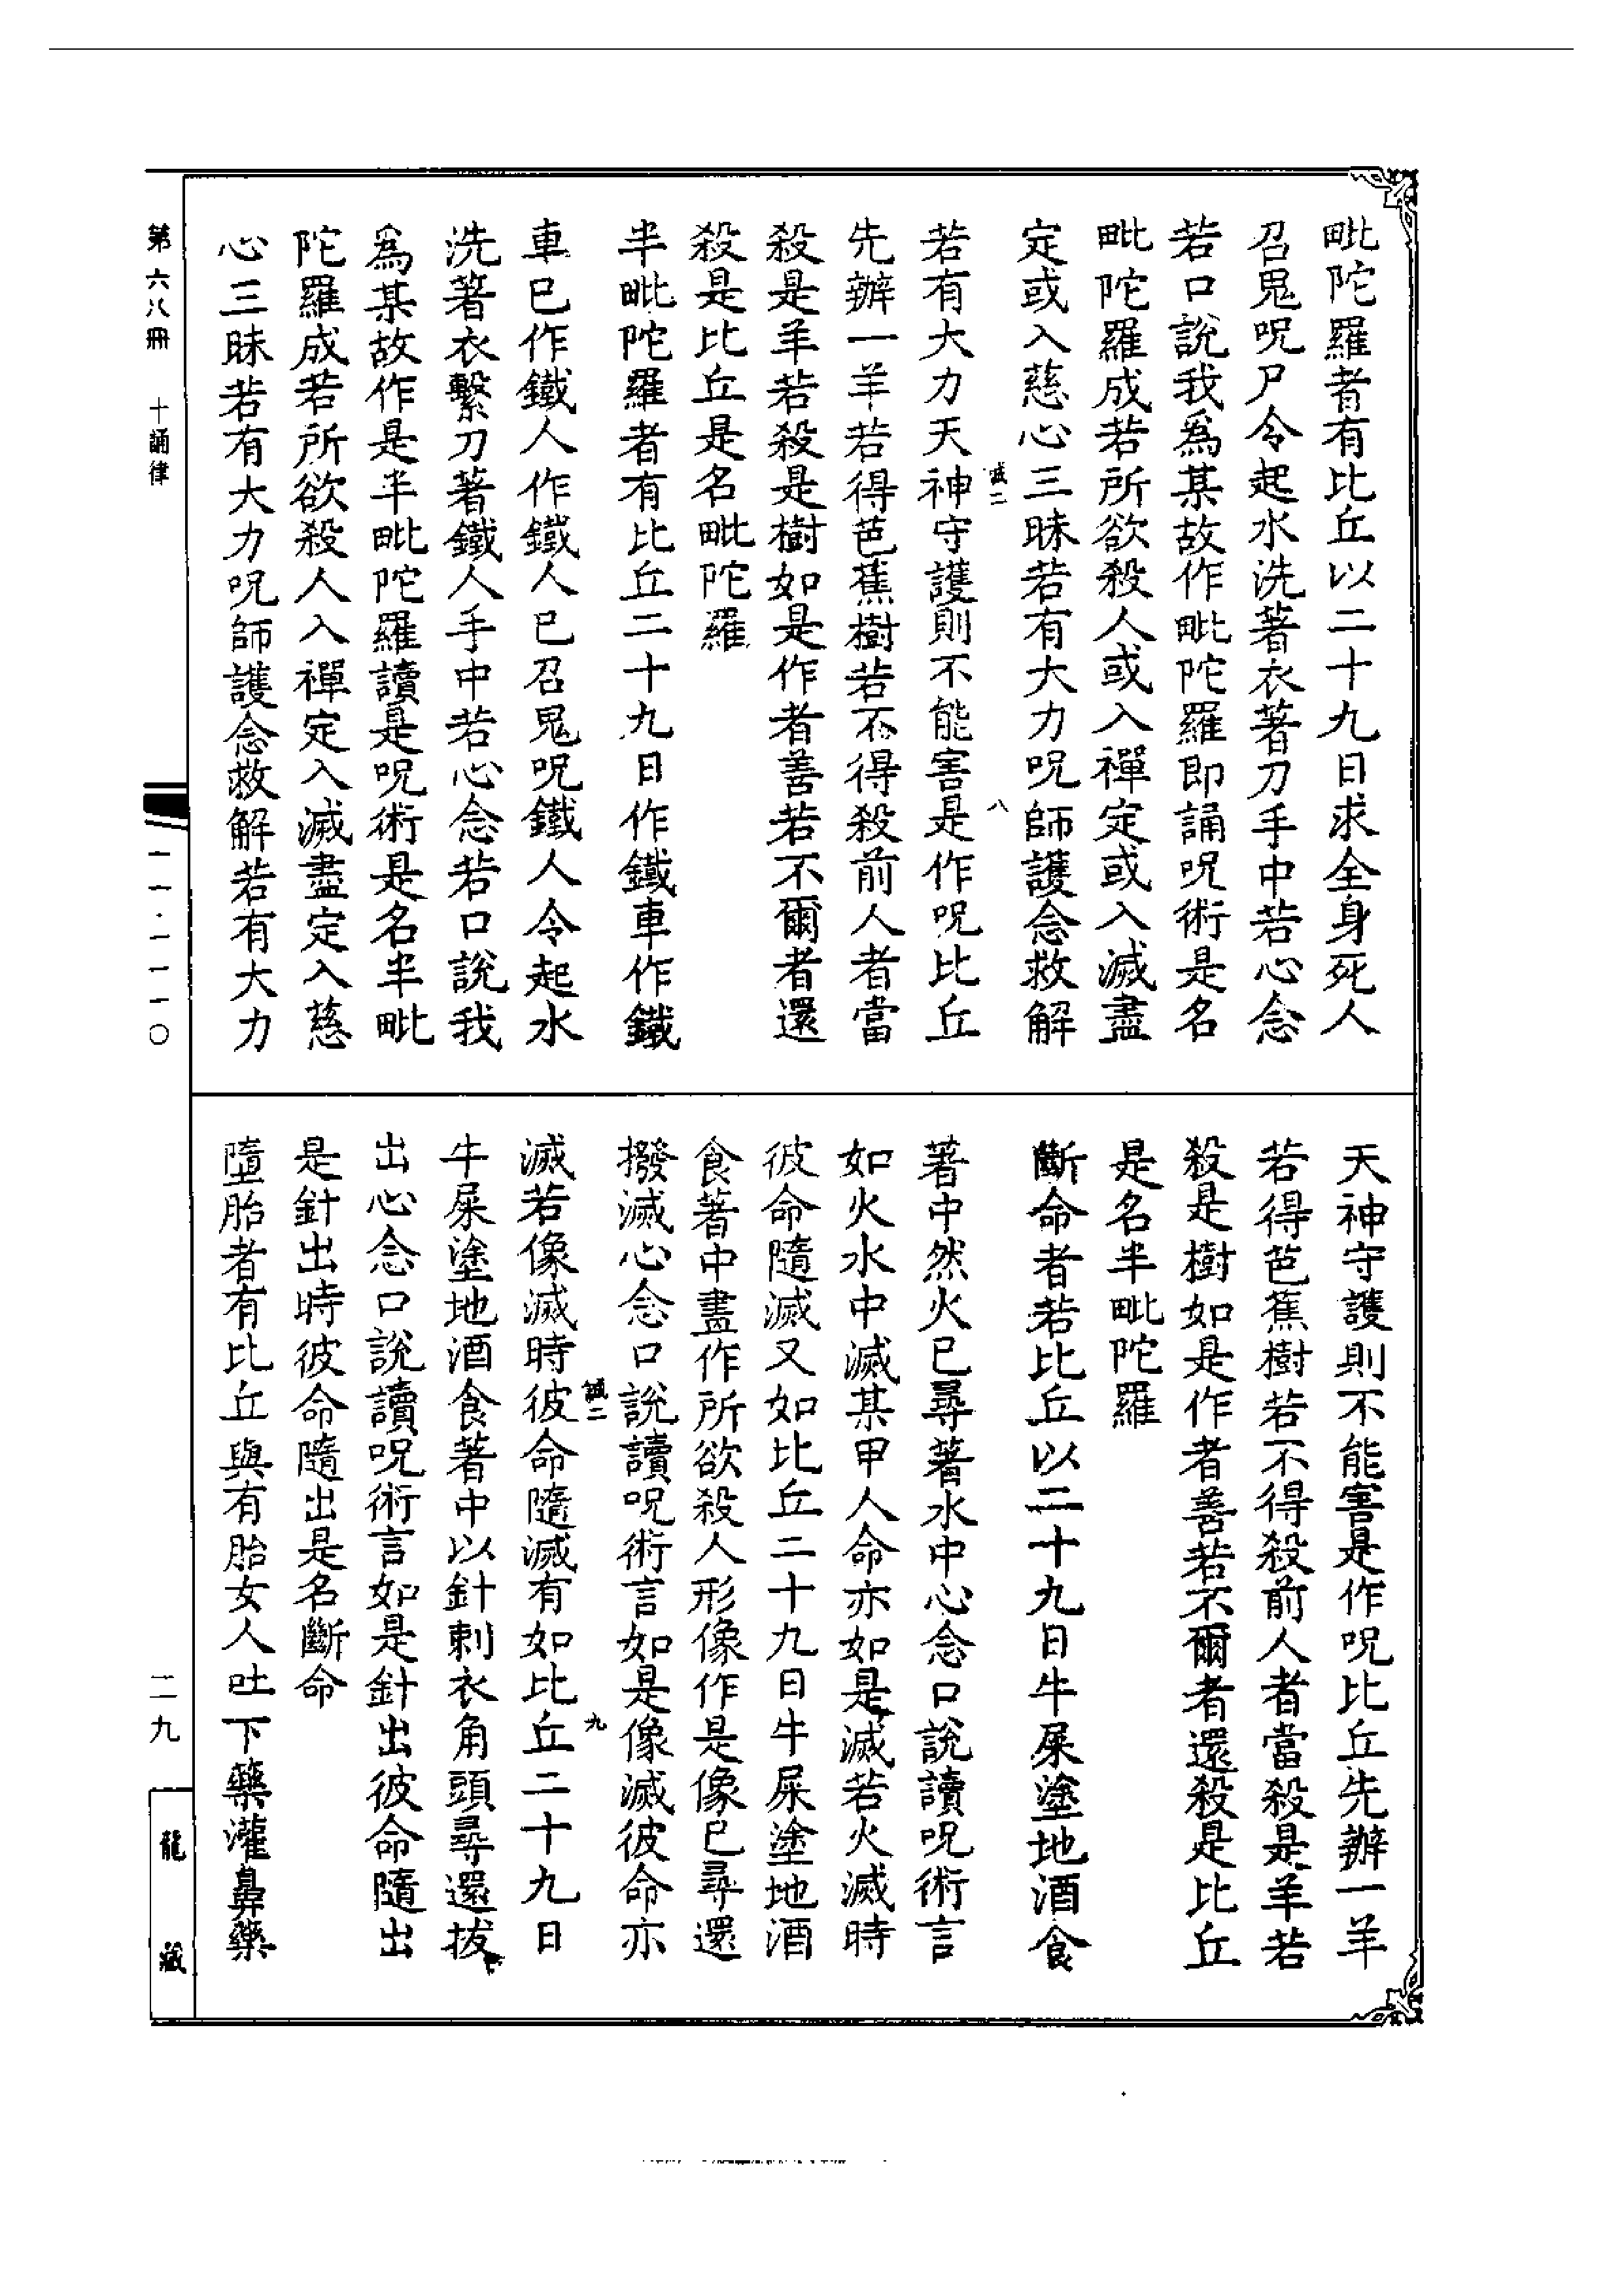 毗陀羅者有比丘以二十九日求全身死人
召鬼呪尸令起水洗著衣著刀手中若心念
若口說我為某故作毗陀羅即誦呪術是名
毗陀羅成若所欲殺人或入禪定或入滅盡
定或入慈心三昧若有大力呪師護念救解
誡二
八
若有大力天神守護則不能害是作呪比丘
先辦一羊若得芭蕉樹若不得殺前人者當
殺是羊若殺是樹如是作者善若不爾者還
殺是比丘是名毗陀羅
半毗陀羅者有比丘二十九日作鐵車作鐵
車已作鐵人作鐵人已召鬼呪鐵人令起水
洗著衣繫刀著鐵人手中若心念若口說我
為某故作是半毗陀羅讀是呪術是名半毗
陀羅成若所欲殺人入禪定入滅盡定入慈
心三昧若有大力呪師護念救解若有大力
天神守護則不能害是作呪比丘先辦一羊
若得芭蕉樹若不得殺前人者當殺是羊若
殺是樹如是作者善若不爾者還殺是比丘
是名半毗陀羅
斷命者若比丘以二十九日牛屎塗地酒食
著中然火已尋著水中心念口說讀呪術言
如火水中滅某甲人命亦如是滅若火滅時
彼命隨滅又如比丘二十九日牛屎塗地酒
食著中畫作所欲殺人形像作是像已尋還
撥滅心念口說讀呪術言如是像滅彼命亦
誡二
九
滅若像滅時彼命隨滅有如比丘二十九日
牛屎塗地酒食著中以針刺衣角頭尋還拔
出心念口說讀呪術言如是針出彼命隨出
是針出時彼命隨出是名斷命
墮胎者有比丘與有胎女人吐下藥灌鼻藥
第六八冊 十誦律
一一·一一一〇
二九
龍藏